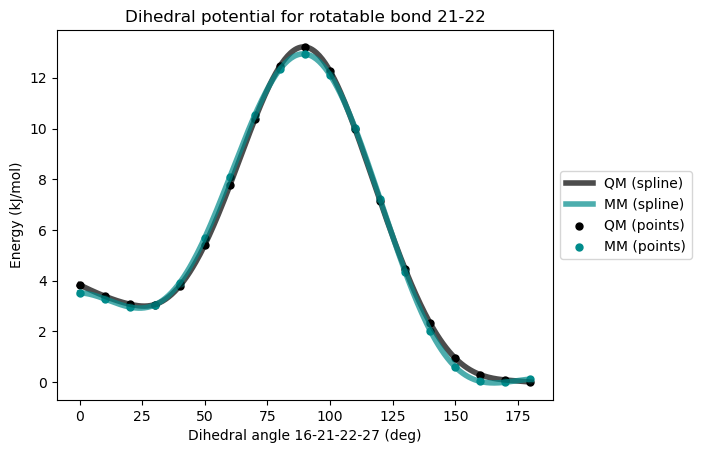 Dihedral potential for rotatable bond 21-22
Energy (kJ/mol)
12
10
8
6
4
2
0
0
25
50
75
100
125
150
175
Dihedral angle 16-21-22-27 (deg)
QM (spline)
MM (spline)
QM (points)
MM (points)